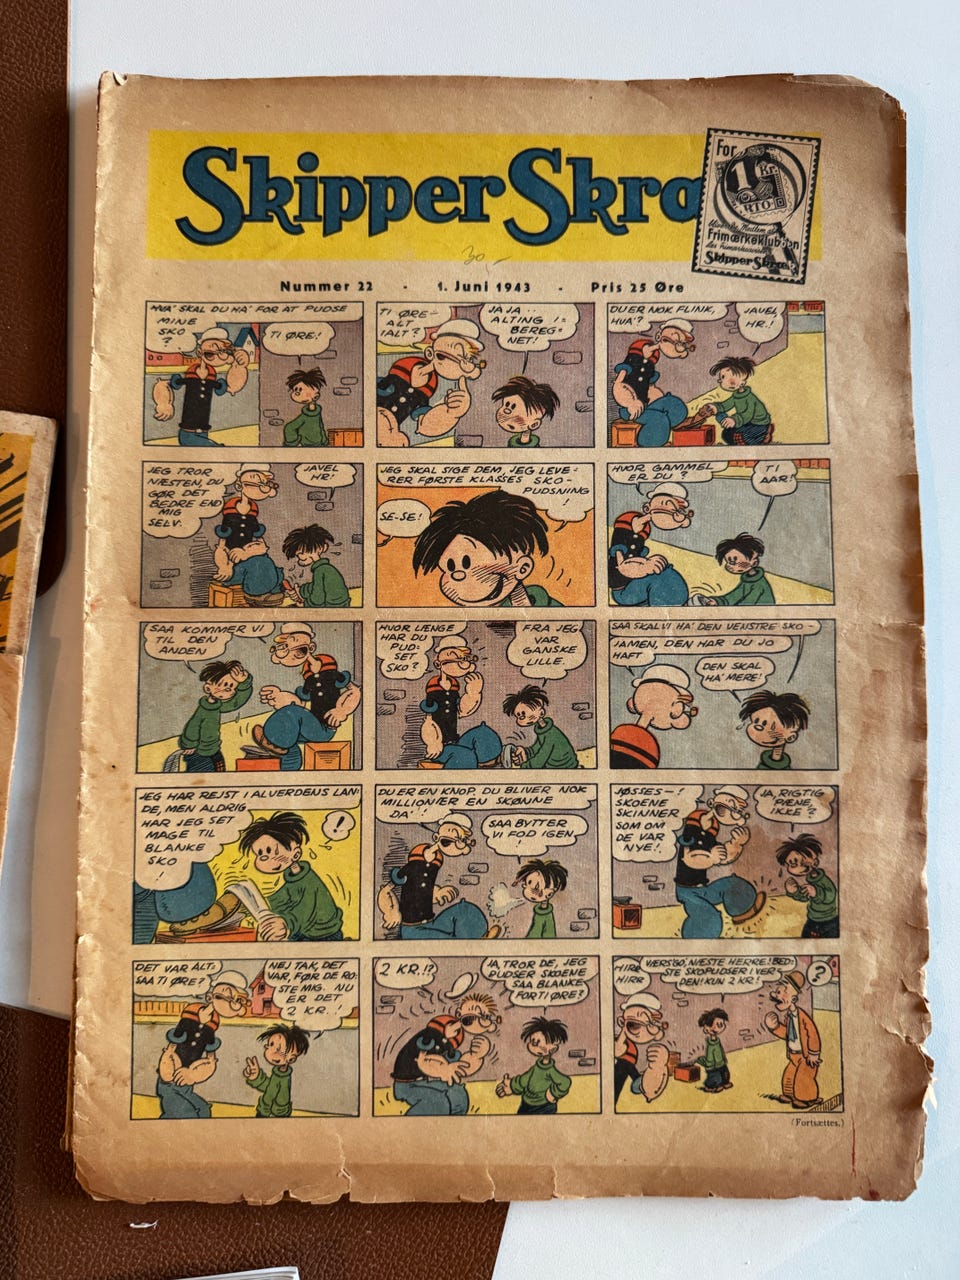 Skipper Skræ
For
1 Kr.
PORTO
Frimærkeklubben
Skipper Skræk
30,-
Nummer 22 - 1. Juni 1943 - Pris 25 Øre
HVA' SKAL DU HA' FOR AT PUDSE
MINE
SKO
?
TI ØRE!
TI ØRE-
ALT
IALT?
JA JA ..
ALTING I=
BEREG=
NET!
DU ER NOK FLINK,
HVA'?
JAVEL,
HR.!
JEG TROR
NÆSTEN, DU
GØR DET
BEDRE END
MIG
SELV.
JAVEL
HR!
JEG SKAL SIGE DEM, JEG LEVE=
RER FØRSTE KLASSES SKO-
PUDSNING
!
SE-SE!
HVOR GAMMEL
ER DU?
TI
AAR!
SAA KOMMER VI
TIL DEN
ANDEN
HVOR LÆNGE
HAR DU
PUD=
SET
SKO?
FRA JEG
VAR
GANSKE
LILLE.
SAA SKAL VI HA' DEN VENSTRE SKO -
JAMEN, DEN HAR DU JO
HAFT
DEN SKAL
HA' MERE!
JEG HAR REJST I ALVERDENS LAN-
DE, MEN ALDRIG
HAR JEG SET
MAGE TIL
BLANKE
SKO
!
!
DU ER EN KNOP. DU BLIVER NOK
MILLIONÆR EN SKØNNE
DA'!
SAA BYTTER
VI FOD IGEN
!
JØSSES-!
SKOENE
SKINNER
SOM OM
DE VAR
NYE!.
JA, RIGTIG
PÆNE,
IKKE?
DET VAR ALT:
SAA TI ØRE?
NEJ TAK, DET
VAR, FØR DE RO=
STE MIG. NU
ER DET
2 KR..!
2 KR.!?
JA, TROR DE, JEG
PUDSER SKOENE
SAA BLANKE
FOR TI ØRE?
HIRR
HIRR
VÆRS'GO, NÆSTE HERRE! BED=
STE SKOPUDSER I VER=
DEN! KUN 2 KR!
?
(Fortsættes.)